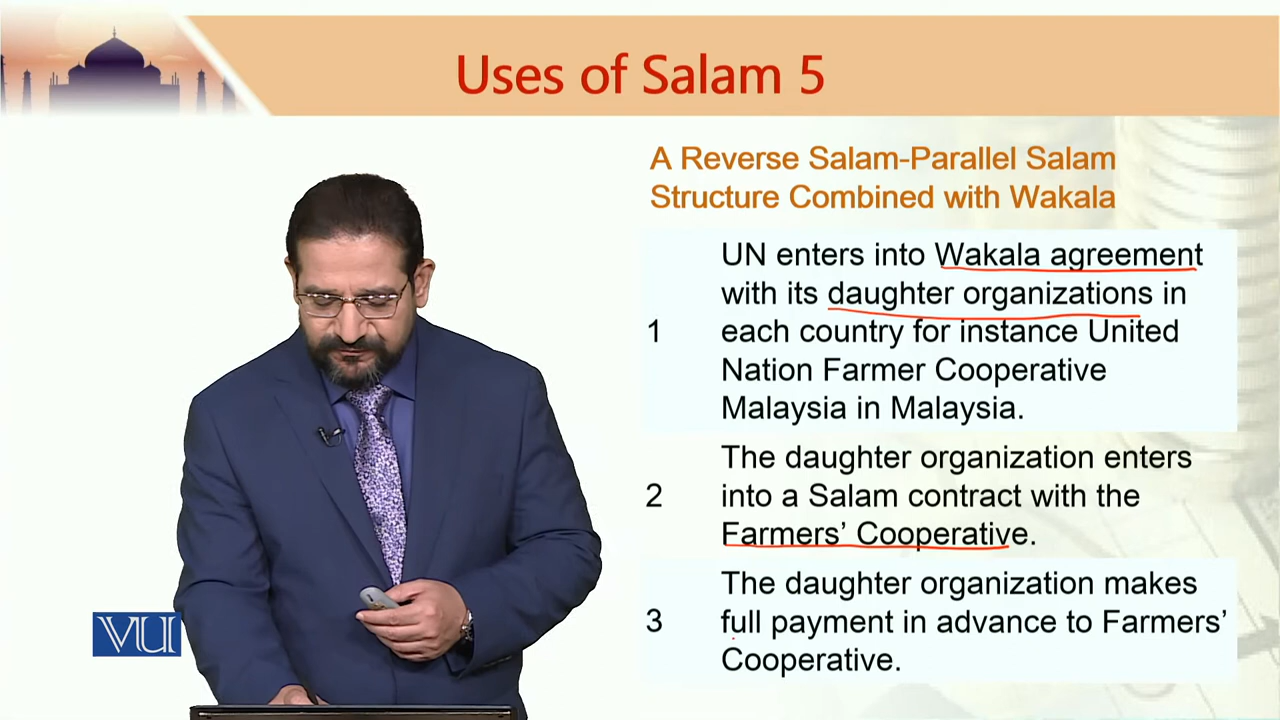 Uses of Salam 5
A Reverse Salam-Parallel Salam
Structure Combined with Wakala
UN enters into Wakala agreement
with its daughter organizations in
1 each country for instance United
Nation Farmer Cooperative
Malaysia in Malaysia.
The daughter organization enters
2 into a Salam contract with the
Farmers’ Cooperative.
The daughter organization makes
3 full payment in advance to Farmers’
Cooperative.
VU